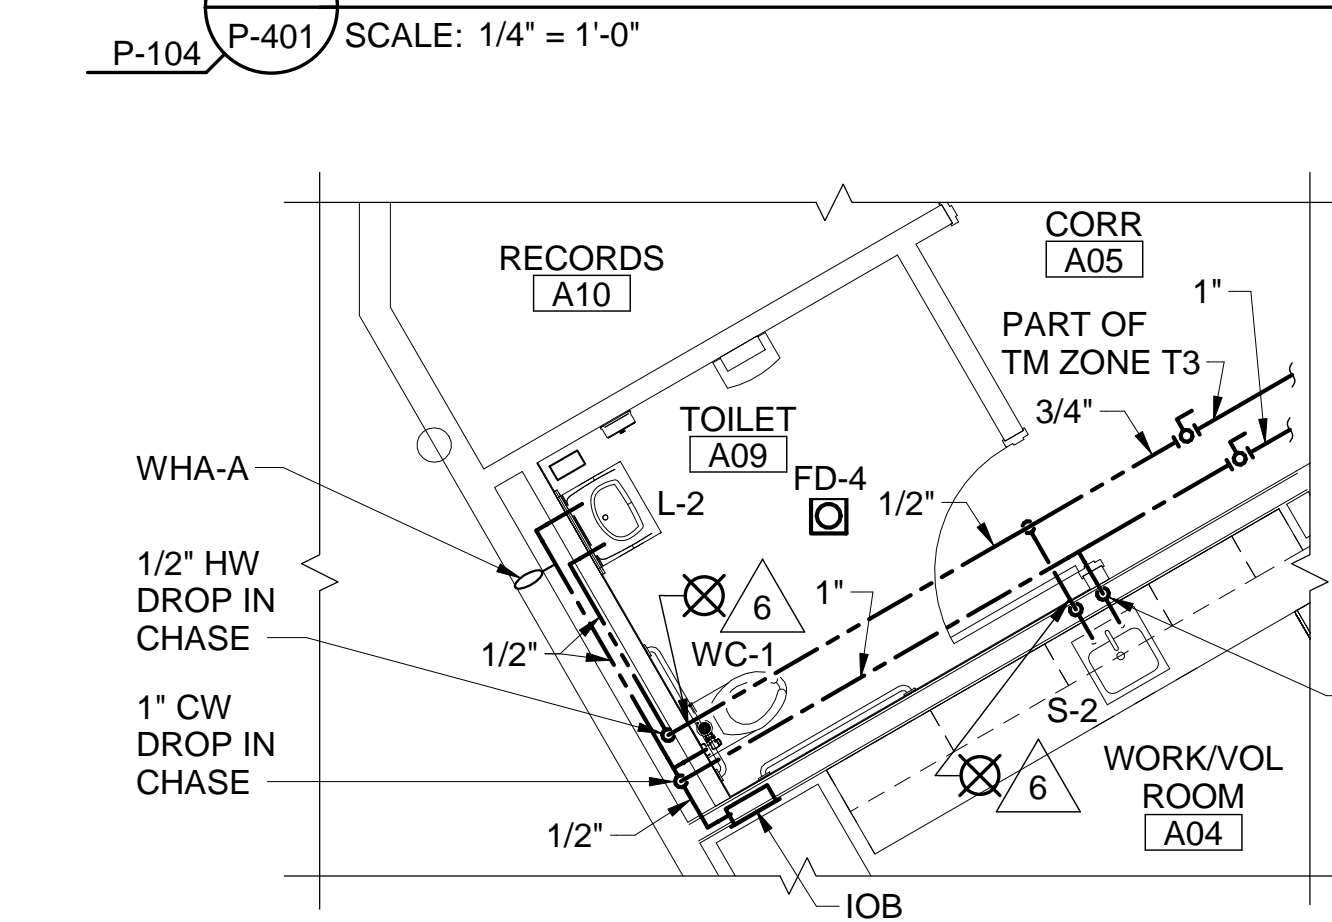 P-401
SCALE: 1/4" = 1'-0"
P-104
RECORDS
A10
CORR
A05
1"
PART OF
TM ZONE T3
3/4"
TOILET
A09
WHA-A
FD-4
L-2
1/2"
1/2" HW
DROP IN
CHASE
6
1"
1/2"
WC-1
1" CW
DROP IN
CHASE
S-2
6
WORK/VOL
ROOM
A04
1/2"
IOB